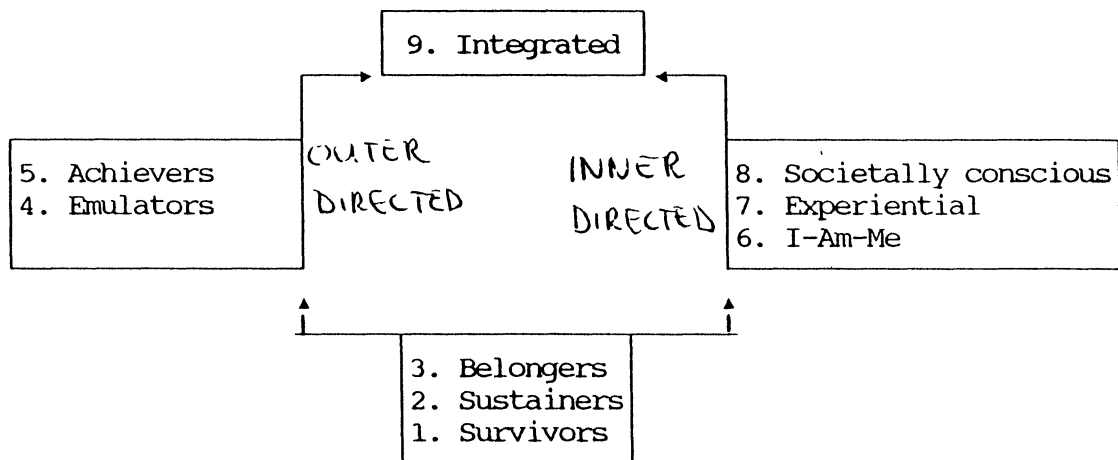 9. Integrated
5. Achievers
4. Emulators
OUTER
DIRECTED
INNER
DIRECTED
8. Societally conscious
7. Experiential
6. I-Am-Me
3. Belongers
2. Sustainers
1. Survivors